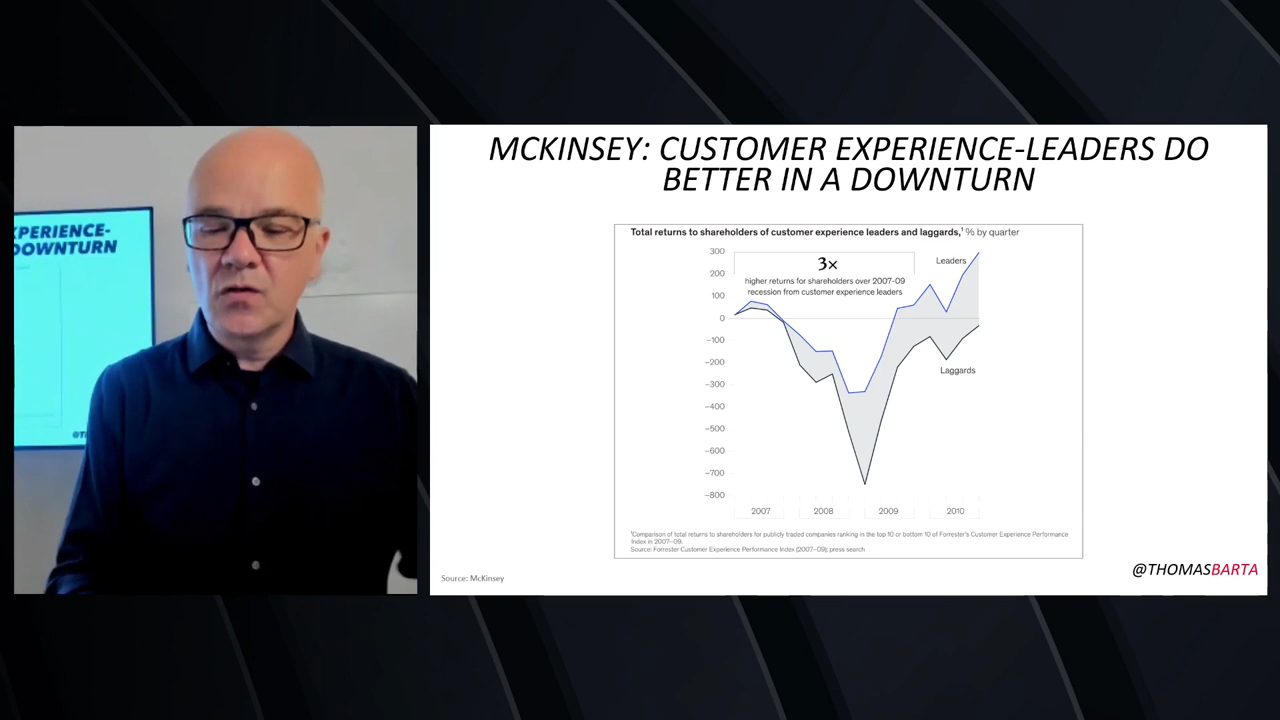 XPERIENCE-
DOWNTURN
@T
MCKINSEY: CUSTOMER EXPERIENCE-LEADERS DO
BETTER IN A DOWNTURN
Total returns to shareholders of customer experience leaders and laggards,¹ % by quarter
300
200
100
0
–100
–200
–300
–400
–500
–600
–700
–800
3×
higher returns for shareholders over 2007-09
recession from customer experience leaders
Leaders
Laggards
2007
2008
2009
2010
¹Comparison of total returns to shareholders for publicly traded companies ranking in the top 10 or bottom 10 of Forrester's Customer Experience Performance
Index in 2007–09.
Source: Forrester Customer Experience Performance Index (2007–09); press search
Source: McKinsey
@THOMASBARTA